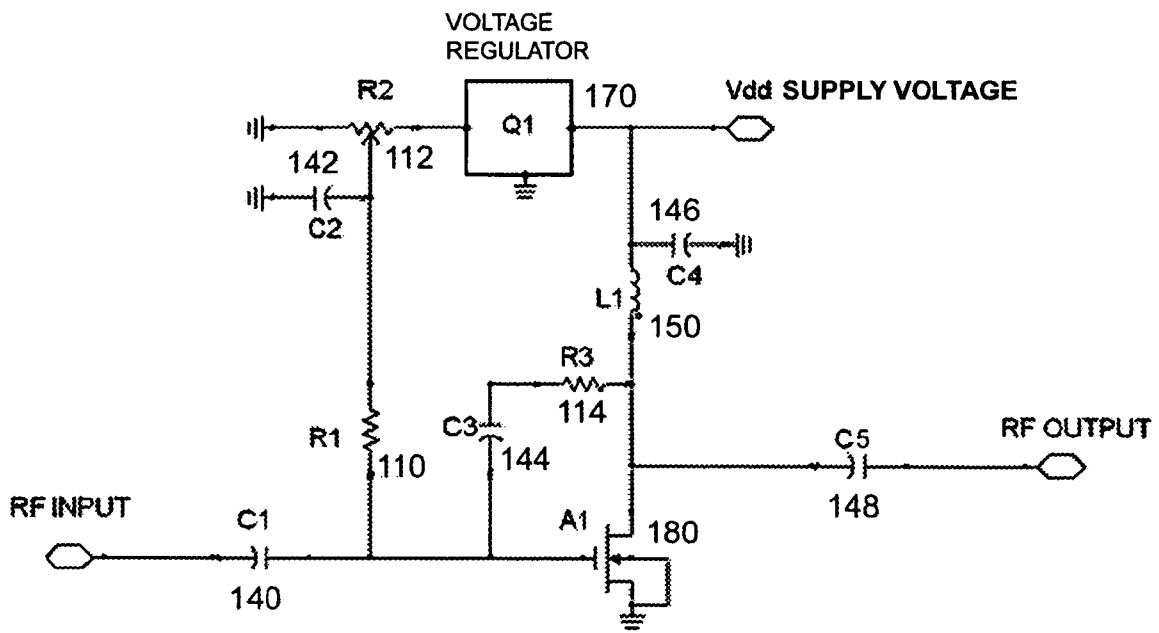 VOLTAGE
REGULATOR
R2
170
Vdd SUPPLY VOLTAGE
Q1
142
112
C2
146
C4
L1
150
R3
114
R1
110
C3
144
C5
148
RF OUTPUT
RF INPUT
C1
140
A1
180